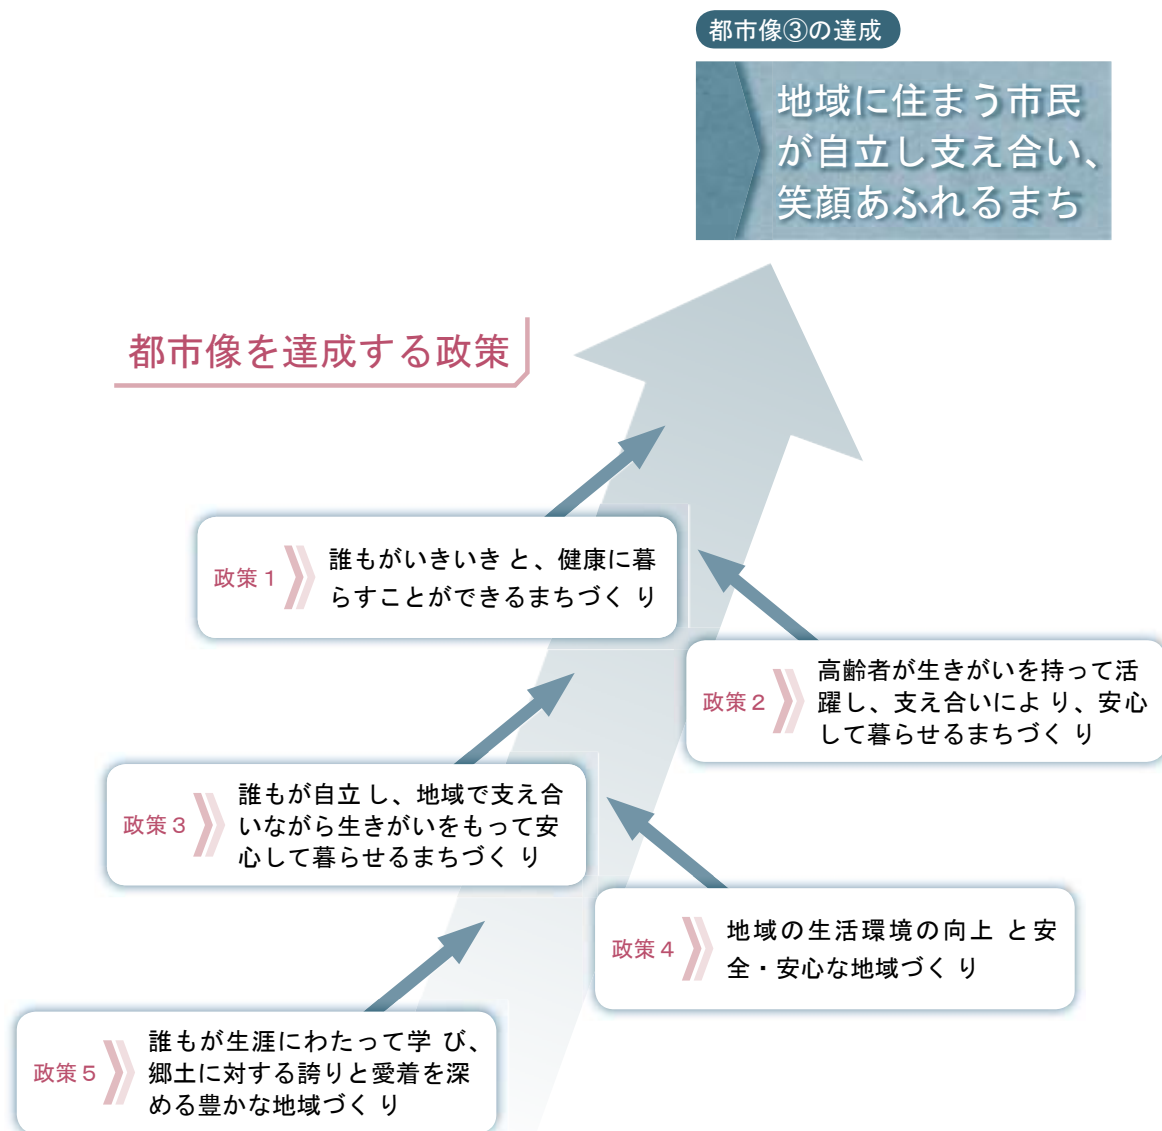 都市像③の達成
地域に住まう市民
が自立し支え合い、
笑顔あふれるまち
都市像を達成する政策
政策1
誰もがいきいきと、健康に暮
らすことができるまちづくり
政策2
高齢者が生きがいを持って活
躍し、支え合いにより、安心
して暮らせるまちづくり
政策3
誰もが自立し、地域で支え合
いながら生きがいをもって安
心して暮らせるまちづくり
政策4
地域の生活環境の向上と安
全・安心な地域づくり
政策5
誰もが生涯にわたって学び、
郷土に対する誇りと愛着を深
める豊かな地域づくり